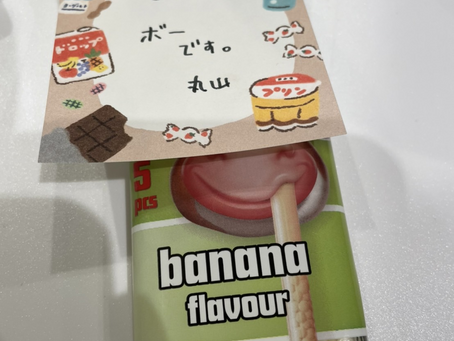 ドロップ
ボー
です。
丸山
プリン
5
pcs
banana
flavour